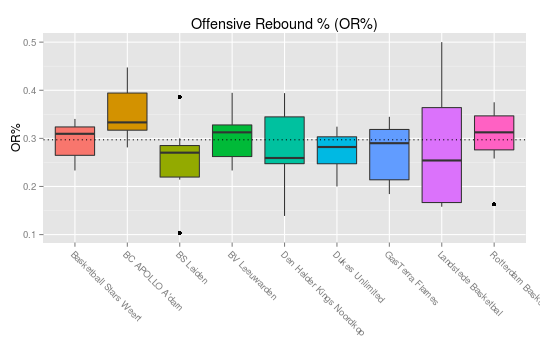 Offensive Rebound % (OR%)
OR%
0.5
0.4
0.3
0.2
0.1
Basketball Stars Weert
BC APOLLO A'dam
BS Leiden
BV Leeuwarden
Den Helder Kings Noordkop
Dukes Unlimited
GasTerra Flames
Landstede Basketbal
Rotterdam Bask